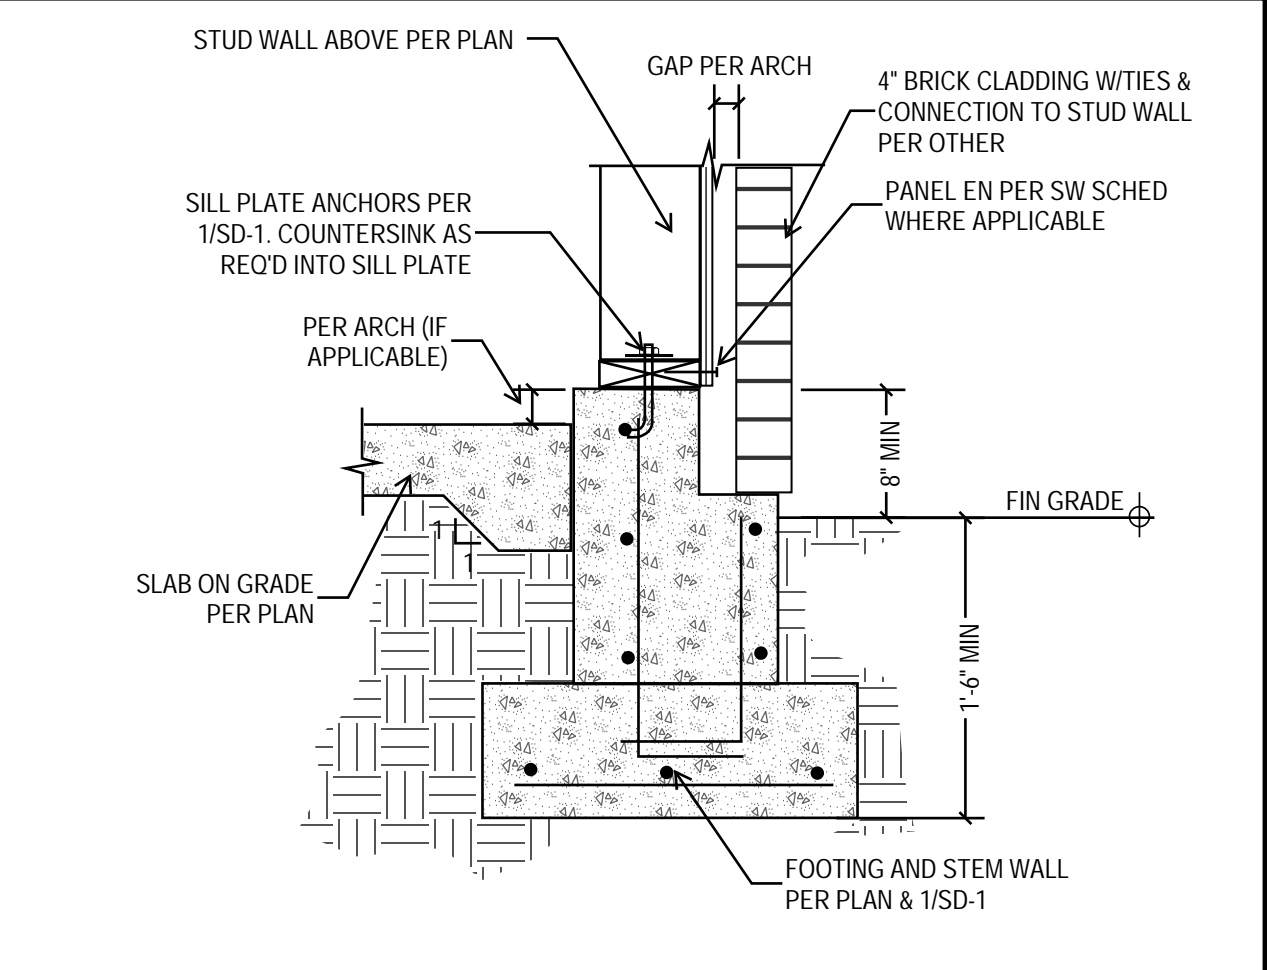 STUD WALL ABOVE PER PLAN
GAP PER ARCH
4" BRICK CLADDING W/TIES &
CONNECTION TO STUD WALL
PER OTHER
PANEL EN PER SW SCHED
WHERE APPLICABLE
SILL PLATE ANCHORS PER
1/SD-1. COUNTERSINK AS
REQ'D INTO SILL PLATE
PER ARCH (IF
APPLICABLE)
8" MIN
FIN GRADE
1
1
SLAB ON GRADE
PER PLAN
1'-6" MIN
FOOTING AND STEM WALL
PER PLAN & 1/SD-1